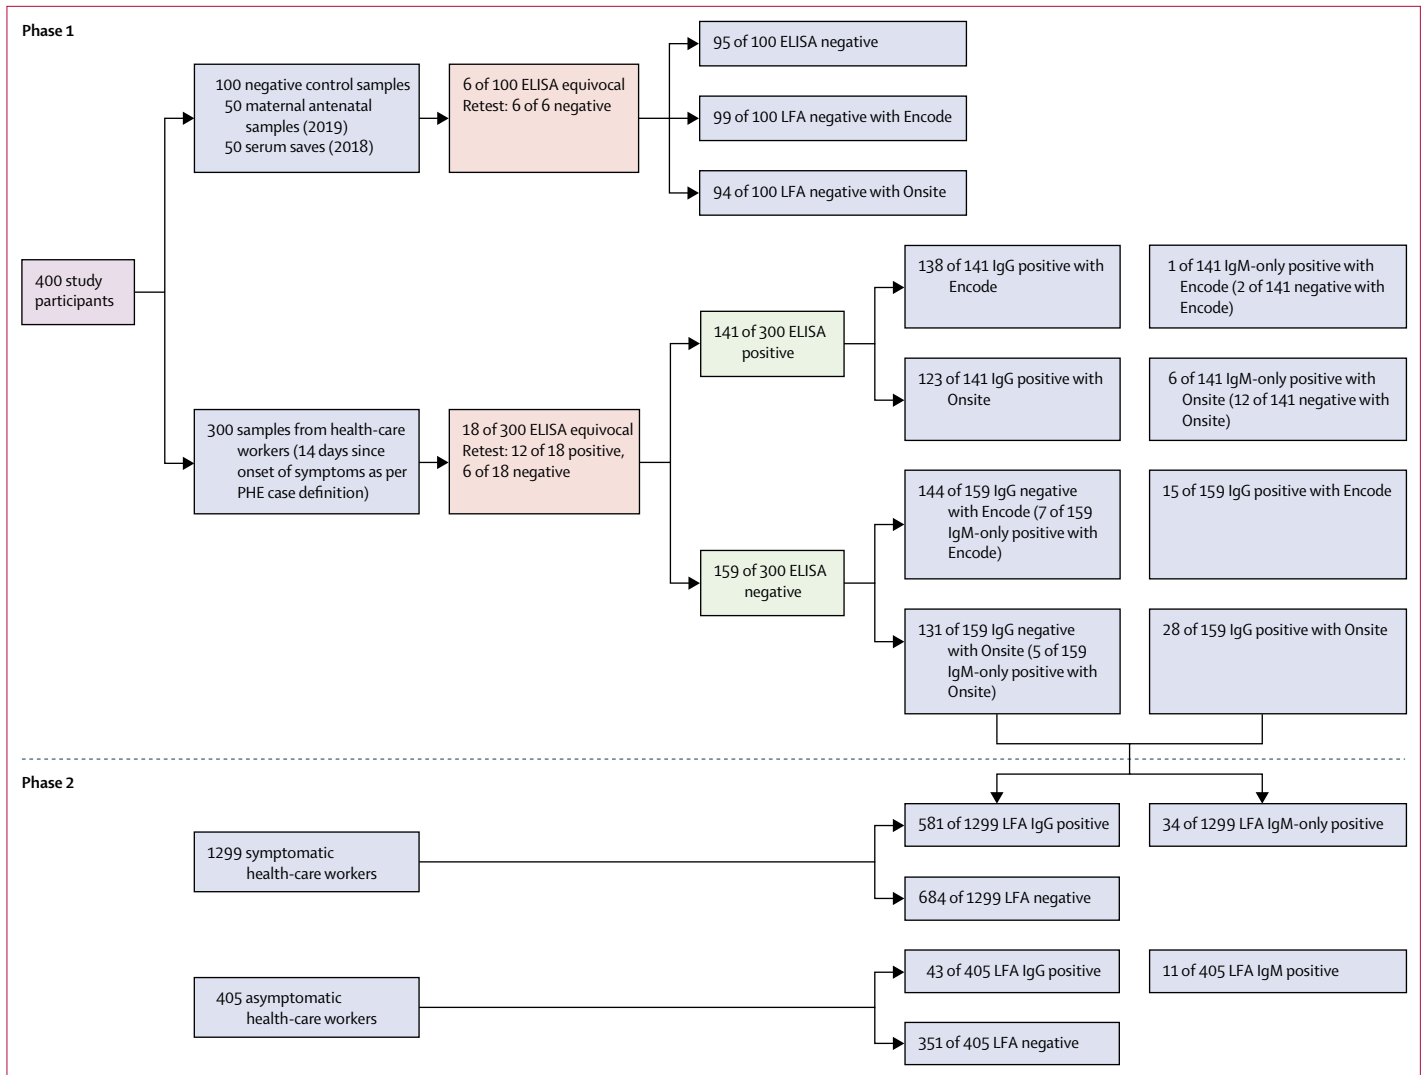 Phase 1
95 of 100 ELISA negative
100 negative control samples
50 maternal antenatal
samples (2019)
50 serum saves (2018)
6 of 100 ELISA equivocal
Retest: 6 of 6 negative
99 of 100 LFA negative with Encode
94 of 100 LFA negative with Onsite
400 study
participants
138 of 141 IgG positive with
Encode
1 of 141 IgM-only positive with
Encode (2 of 141 negative with
Encode)
141 of 300 ELISA
positive
123 of 141 IgG positive with
Onsite
6 of 141 IgM-only positive with
Onsite (12 of 141 negative with
Onsite)
300 samples from health-care
workers (14 days since
onset of symptoms as per
PHE case definition)
18 of 300 ELISA equivocal
Retest: 12 of 18 positive,
6 of 18 negative
144 of 159 IgG negative
with Encode (7 of 159
IgM-only positive with
Encode)
15 of 159 IgG positive with Encode
159 of 300 ELISA
negative
131 of 159 IgG negative
with Onsite (5 of 159
IgM-only positive with
Onsite)
28 of 159 IgG positive with Onsite
Phase 2
1299 symptomatic
health-care workers
581 of 1299 LFA IgG positive
34 of 1299 LFA IgM-only positive
684 of 1299 LFA negative
405 asymptomatic
health-care workers
43 of 405 LFA IgG positive
11 of 405 LFA IgM positive
351 of 405 LFA negative